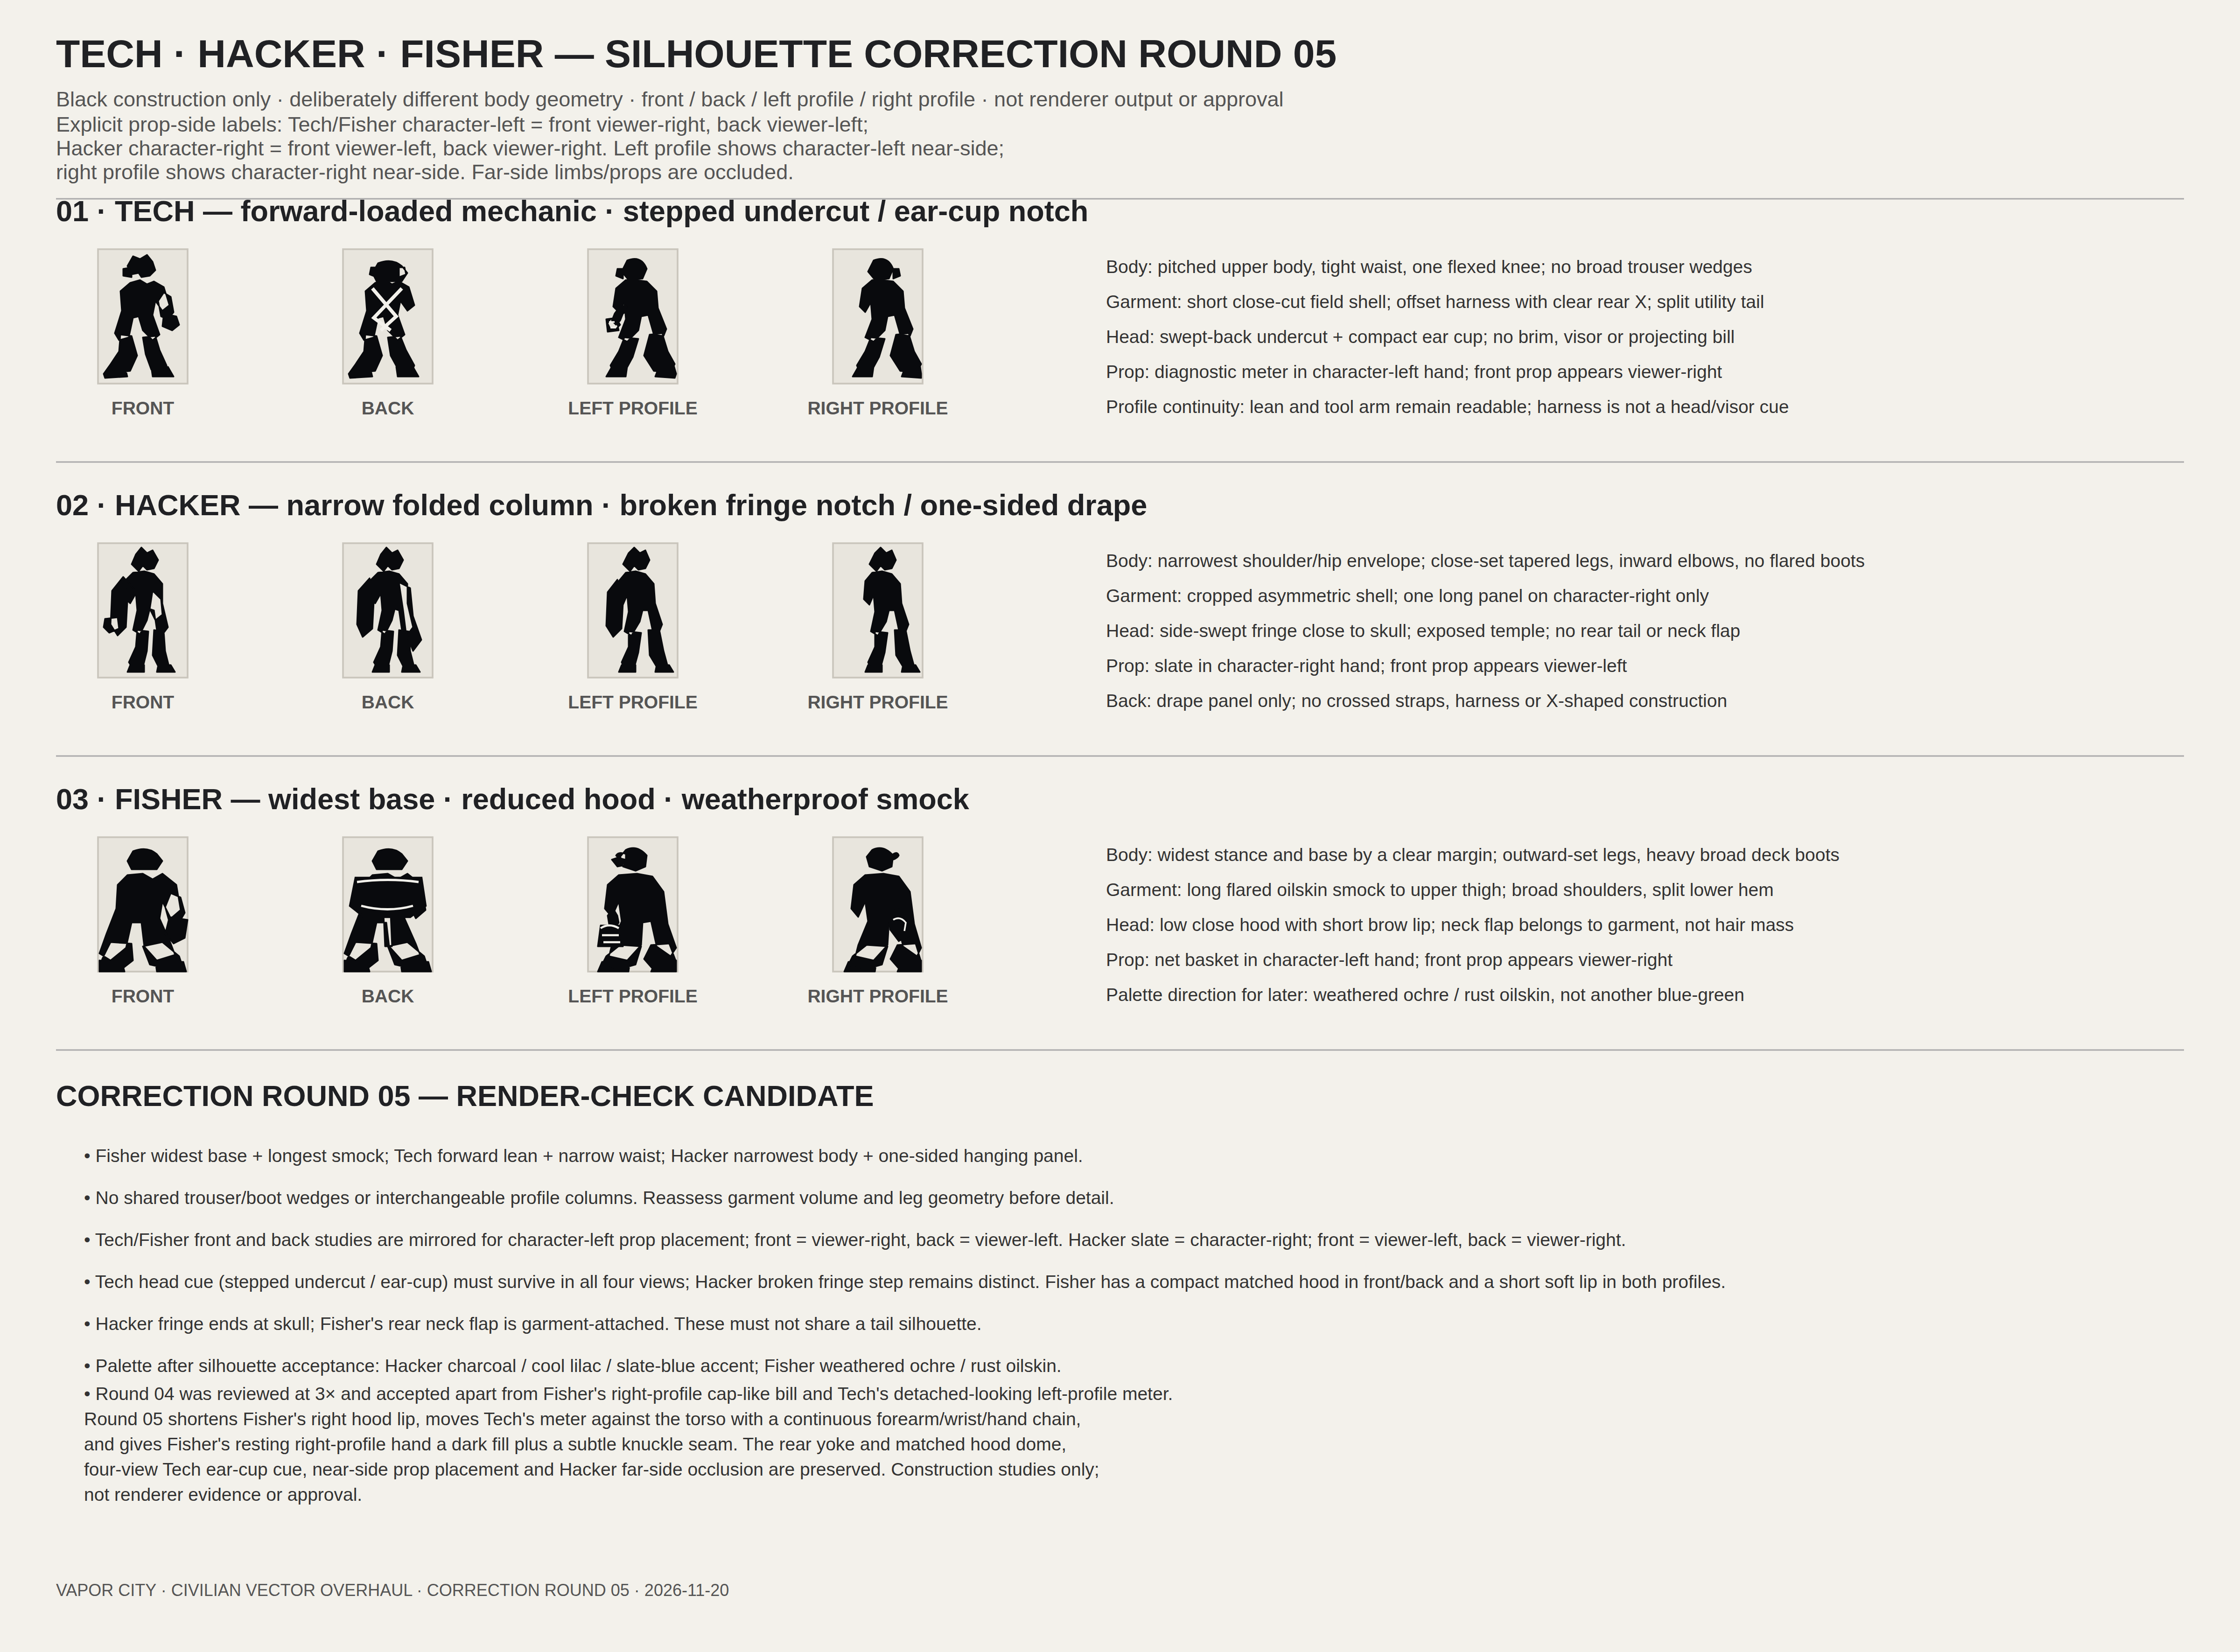 TECH · HACKER · FISHER — SILHOUETTE CORRECTION ROUND 05
Black construction only · deliberately different body geometry · front / back / left profile / right profile · not renderer output or approval
Explicit prop-side labels: Tech/Fisher character-left = front viewer-right, back viewer-left;
Hacker character-right = front viewer-left, back viewer-right. Left profile shows character-left near-side;
right profile shows character-right near-side. Far-side limbs/props are occluded.
01 · TECH — forward-loaded mechanic · stepped undercut / ear-cup notch
Body: pitched upper body, tight waist, one flexed knee; no broad trouser wedges
Garment: short close-cut field shell; offset harness with clear rear X; split utility tail
Head: swept-back undercut + compact ear cup; no brim, visor or projecting bill
Prop: diagnostic meter in character-left hand; front prop appears viewer-right
Profile continuity: lean and tool arm remain readable; harness is not a head/visor cue
FRONT BACK LEFT PROFILE RIGHT PROFILE
02 · HACKER — narrow folded column · broken fringe notch / one-sided drape
Body: narrowest shoulder/hip envelope; close-set tapered legs, inward elbows, no flared boots
Garment: cropped asymmetric shell; one long panel on character-right only
Head: side-swept fringe close to skull; exposed temple; no rear tail or neck flap
Prop: slate in character-right hand; front prop appears viewer-left
Back: drape panel only; no crossed straps, harness or X-shaped construction
FRONT BACK LEFT PROFILE RIGHT PROFILE
03 · FISHER — widest base · reduced hood · weatherproof smock
Body: widest stance and base by a clear margin; outward-set legs, heavy broad deck boots
Garment: long flared oilskin smock to upper thigh; broad shoulders, split lower hem
Head: low close hood with short brow lip; neck flap belongs to garment, not hair mass
Prop: net basket in character-left hand; front prop appears viewer-right
Palette direction for later: weathered ochre / rust oilskin, not another blue-green
FRONT BACK LEFT PROFILE RIGHT PROFILE
CORRECTION ROUND 05 — RENDER-CHECK CANDIDATE
• Fisher widest base + longest smock; Tech forward lean + narrow waist; Hacker narrowest body + one-sided hanging panel.
• No shared trouser/boot wedges or interchangeable profile columns. Reassess garment volume and leg geometry before detail.
• Tech/Fisher front and back studies are mirrored for character-left prop placement; front = viewer-right, back = viewer-left. Hacker slate = character-right; front = viewer-left, back = viewer-right.
• Tech head cue (stepped undercut / ear-cup) must survive in all four views; Hacker broken fringe step remains distinct. Fisher has a compact matched hood in front/back and a short soft lip in both profiles.
• Hacker fringe ends at skull; Fisher's rear neck flap is garment-attached. These must not share a tail silhouette.
• Palette after silhouette acceptance: Hacker charcoal / cool lilac / slate-blue accent; Fisher weathered ochre / rust oilskin.
• Round 04 was reviewed at 3× and accepted apart from Fisher's right-profile cap-like bill and Tech's detached-looking left-profile meter.
Round 05 shortens Fisher's right hood lip, moves Tech's meter against the torso with a continuous forearm/wrist/hand chain,
and gives Fisher's resting right-profile hand a dark fill plus a subtle knuckle seam. The rear yoke and matched hood dome,
four-view Tech ear-cup cue, near-side prop placement and Hacker far-side occlusion are preserved. Construction studies only;
not renderer evidence or approval.
VAPOR CITY · CIVILIAN VECTOR OVERHAUL · CORRECTION ROUND 05 · 2026-11-20